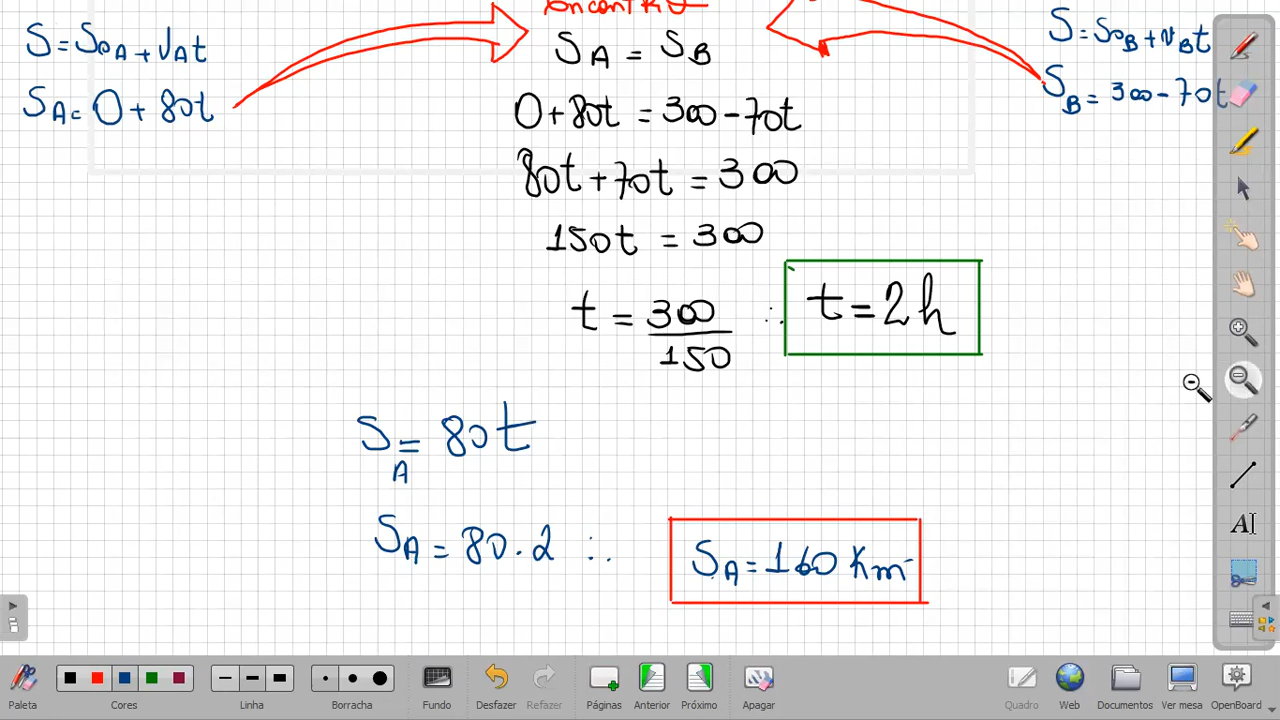 S=S₀A+VAt
SA=0+80t
SA=SB
S=S₀B+VBt
SB=300-70t
0+80t=300-70t
80t+70t=300
150t=300
t=300/150 ∴ t=2h
SA=80t
SA=80·2 ∴ SA=160Km
AI
Paleta
Cores
Linha
Borracha
Fundo
Desfazer
Refazer
Páginas
Anterior
Próximo
Apagar
Quadro
Web
Documentos
Ver mesa
OpenBoard